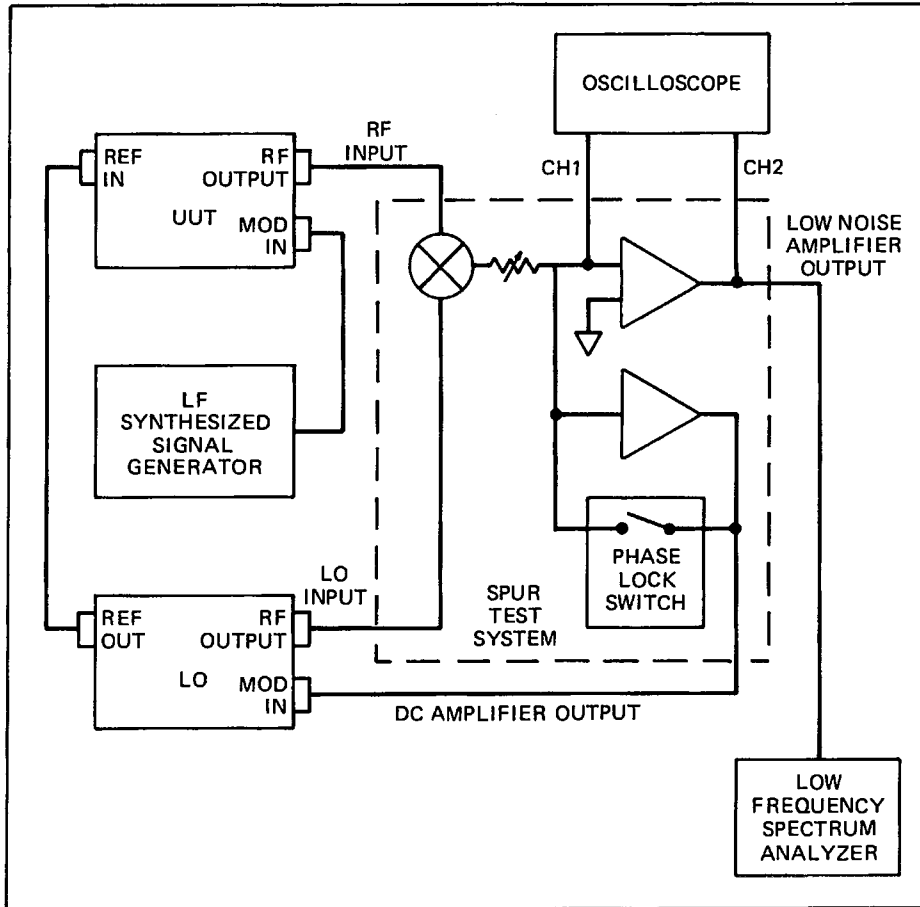 OSCILLOSCOPE
RF
INPUT
CH1
CH2
REF
IN
RF
OUTPUT
UUT
MOD
IN
LOW NOISE
AMPLIFIER
OUTPUT
LF
SYNTHESIZED
SIGNAL
GENERATOR
LO
INPUT
SPUR
TEST
SYSTEM
PHASE
LOCK
SWITCH
REF
OUT
RF
OUTPUT
LO
MOD
IN
DC AMPLIFIER OUTPUT
LOW
FREQUENCY
SPECTRUM
ANALYZER